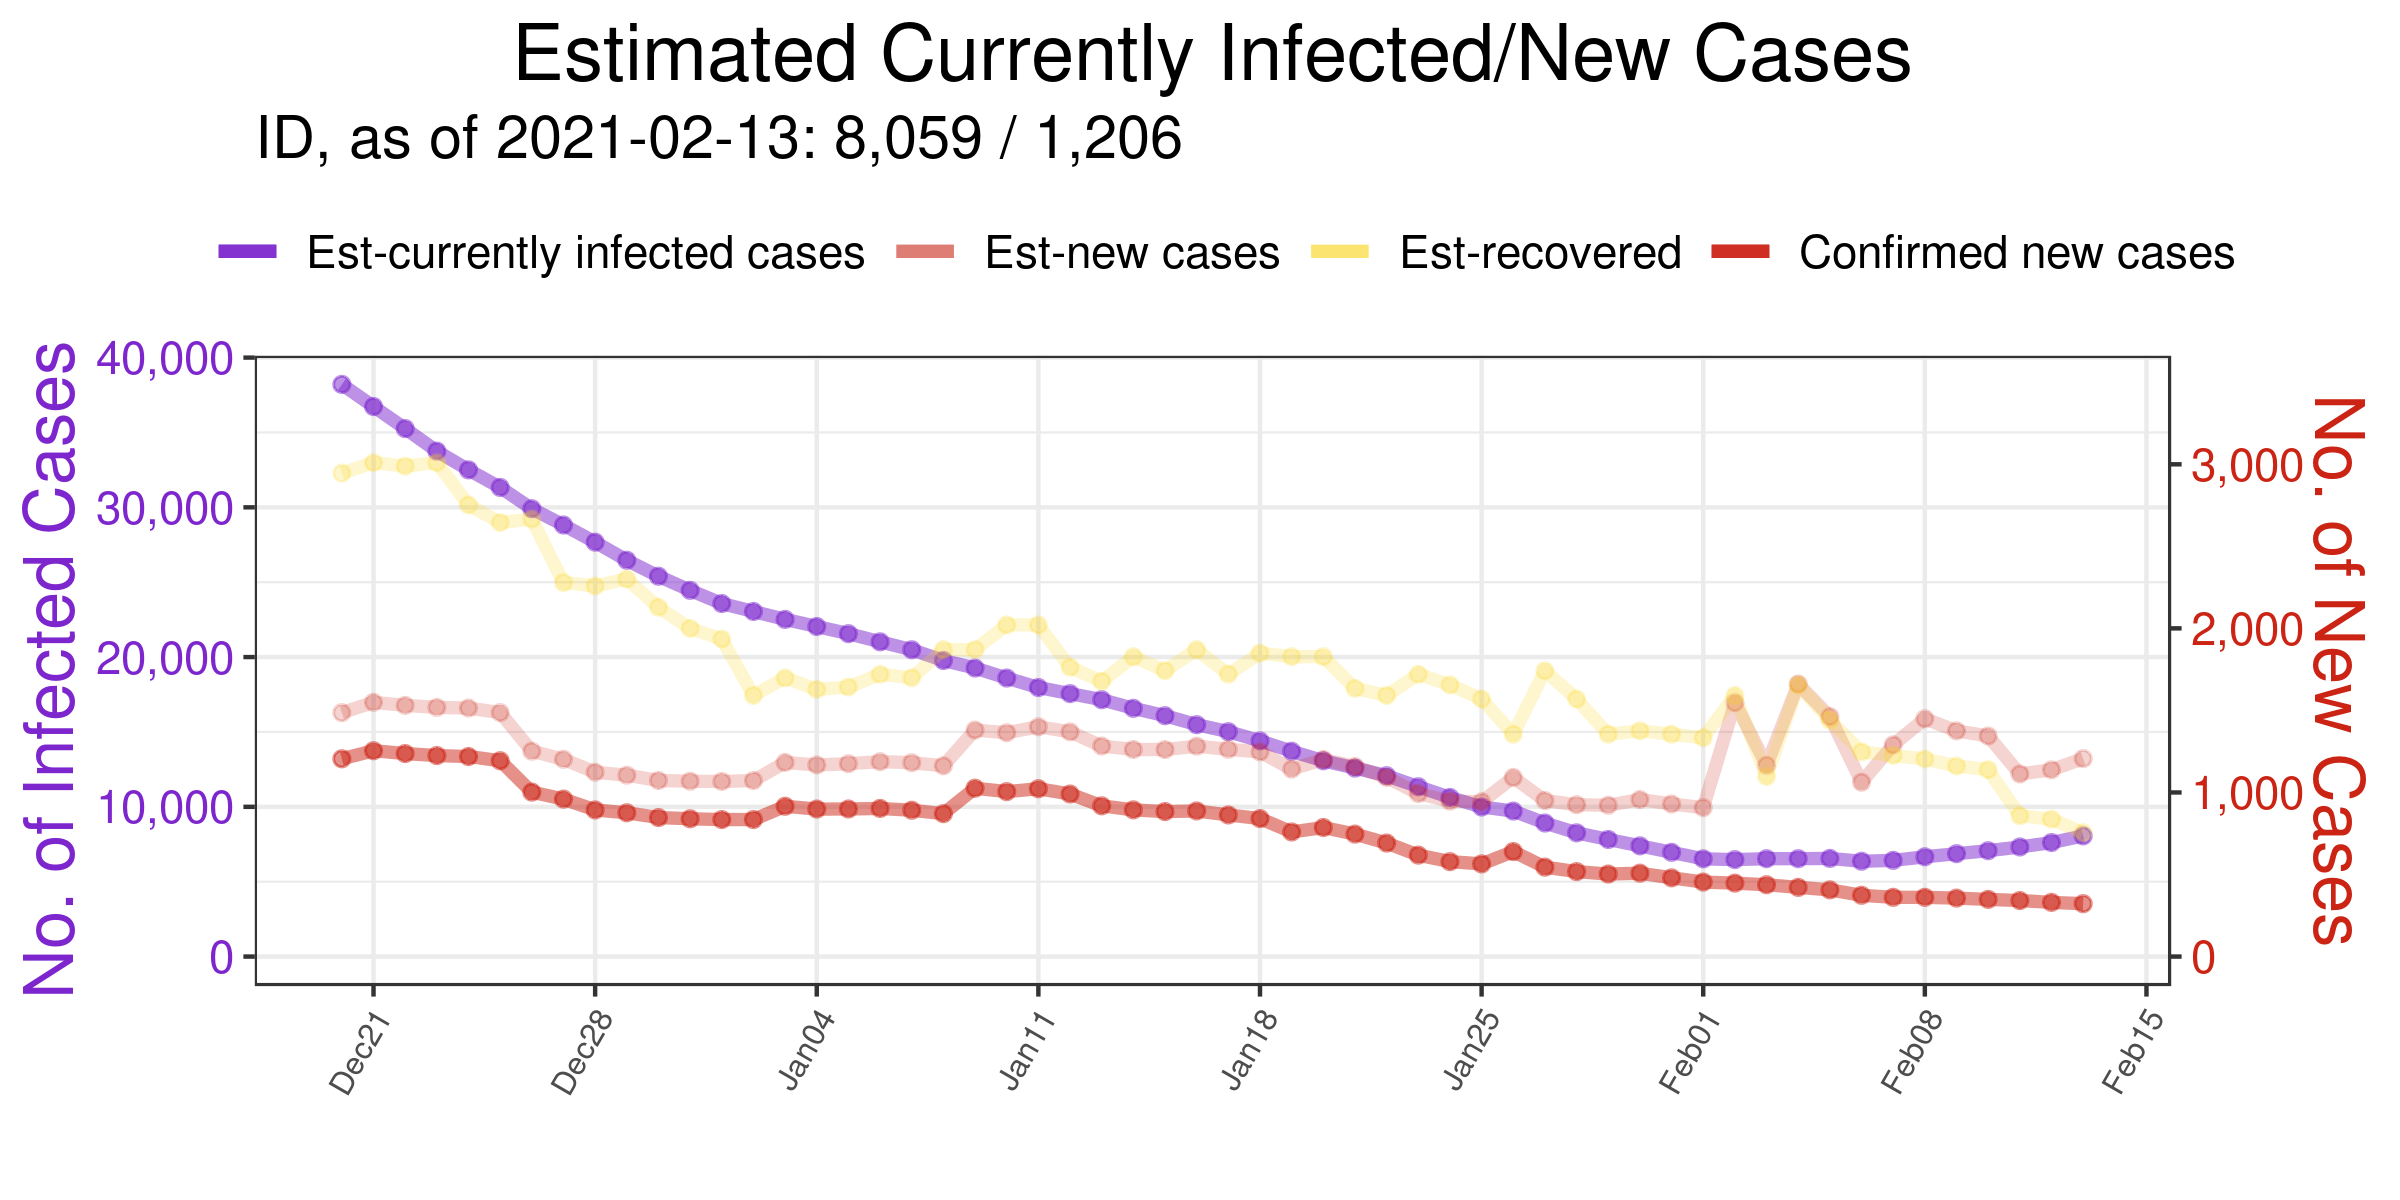 Estimated Currently Infected/New Cases
ID, as of 2021-02-13: 8,059 / 1,206
Est-currently infected cases Est-new cases Est-recovered Confirmed new cases
No. of Infected Cases
40,000
30,000
20,000
10,000
0
3,000
2,000
1,000
0
No. of New Cases
Dec21 Dec28 Jan04 Jan11 Jan18 Jan25 Feb01 Feb08 Feb15